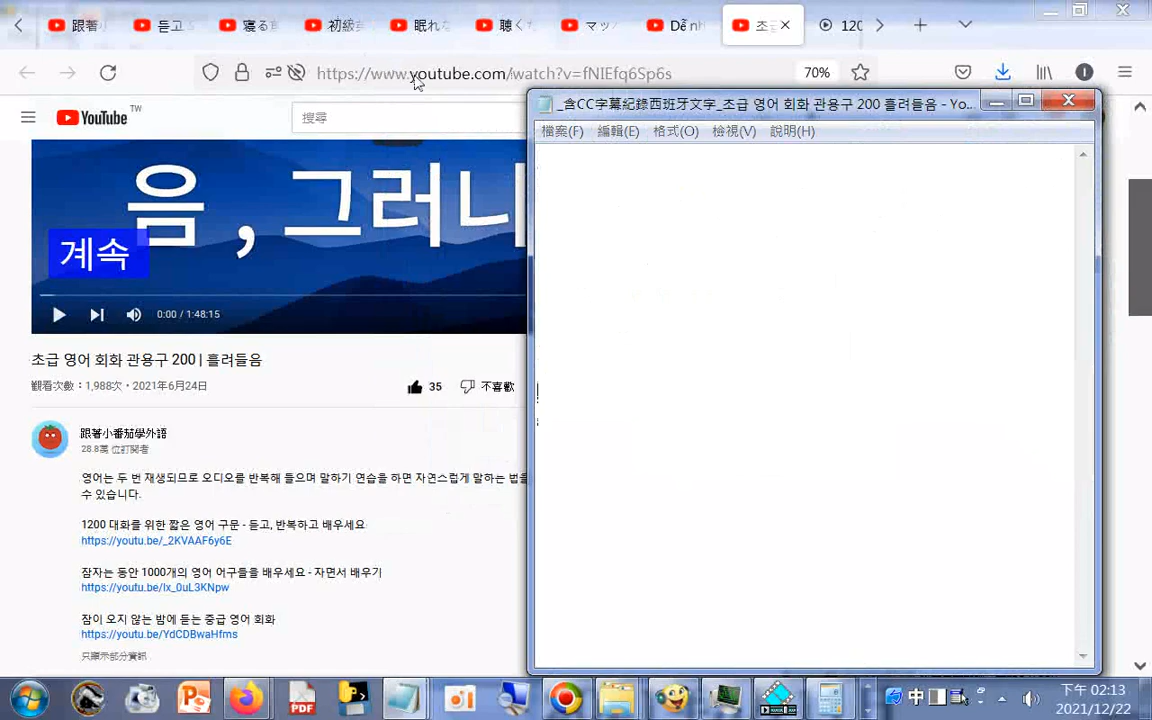 跟著小
듣고
寝る
初級
眠れ
聴く
マッ
Dễ nh
초급
120
https://www.youtube.com/watch?v=fNIEfq6Sp6s
70%
YouTube TW
搜尋
음 , 그러니
계속
0:00 / 1:48:15
초급 영어 회화 관용구 200 | 흘려들음
觀看次數：1,988次・2021年6月24日
35 不喜歡
跟著小番茄學外語
28.8萬 位訂閱者
영어는 두 번 재생되므로 오디오를 반복해 들으며 말하기 연습을 하면 자연스럽게 말하는 법을
수 있습니다.
1200 대화를 위한 짧은 영어 구문 - 듣고, 반복하고 배우세요
https://youtu.be/_2KVAAF6y6E
잠자는 동안 1000개의 영어 어구들을 배우세요 - 자면서 배우기
https://youtu.be/lx_0uL3KNpw
잠이 오지 않는 밤에 듣는 중급 영어 회화
https://youtu.be/YdCDBwaHfms
只顯示部分資訊
_含CC字幕紀錄西班牙文字_초급 영어 회화 관용구 200 흘려들음 - Yo...
檔案(F) 編輯(E) 格式(O) 檢視(V) 說明(H)
PDF
中
下午 02:13
2021/12/22